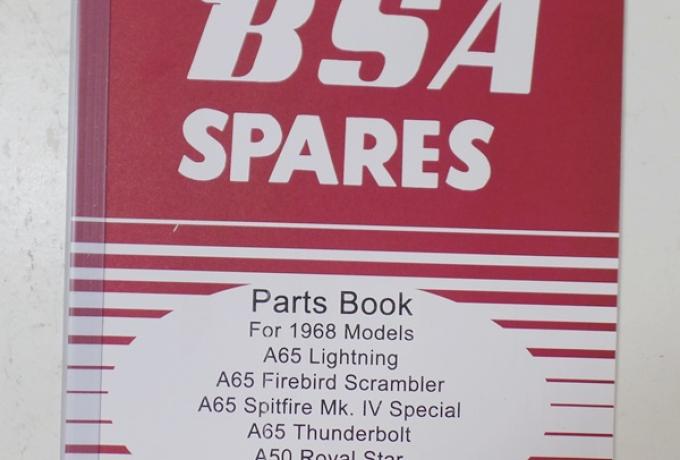 BSA
SPARES
Parts Book
For 1968 Models
A65 Lightning
A65 Firebird Scrambler
A65 Spitfire Mk. IV Special
A65 Thunderbolt
A50 Royal Star